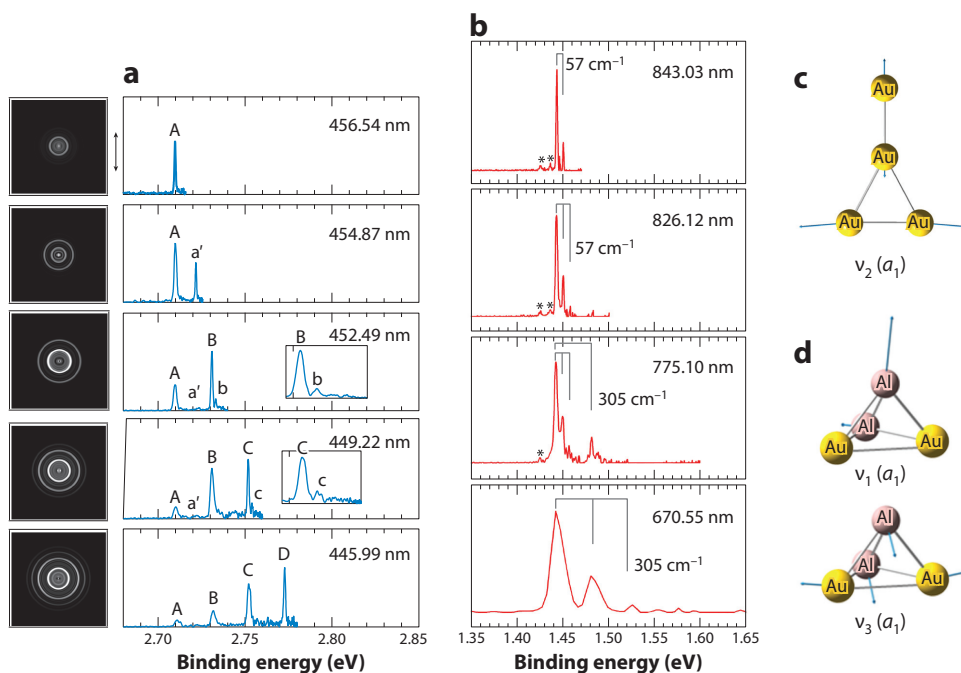 a
456.54 nm
A
454.87 nm
A
a′
452.49 nm
A
a′
B
b
B
b
449.22 nm
A
a′
B
C
c
C
c
445.99 nm
A
B
C
D
2.70 2.75 2.80 2.85
Binding energy (eV)
b
57 cm−1
843.03 nm
* *
826.12 nm
57 cm−1
* *
775.10 nm
305 cm−1
*
670.55 nm
305 cm−1
1.35 1.40 1.45 1.50 1.55 1.60 1.65
Binding energy (eV)
c
Au
Au
Au Au
ν2 (a1)
d
Al
Al
Au Au
ν1 (a1)
Al
Al
Au Au
ν3 (a1)